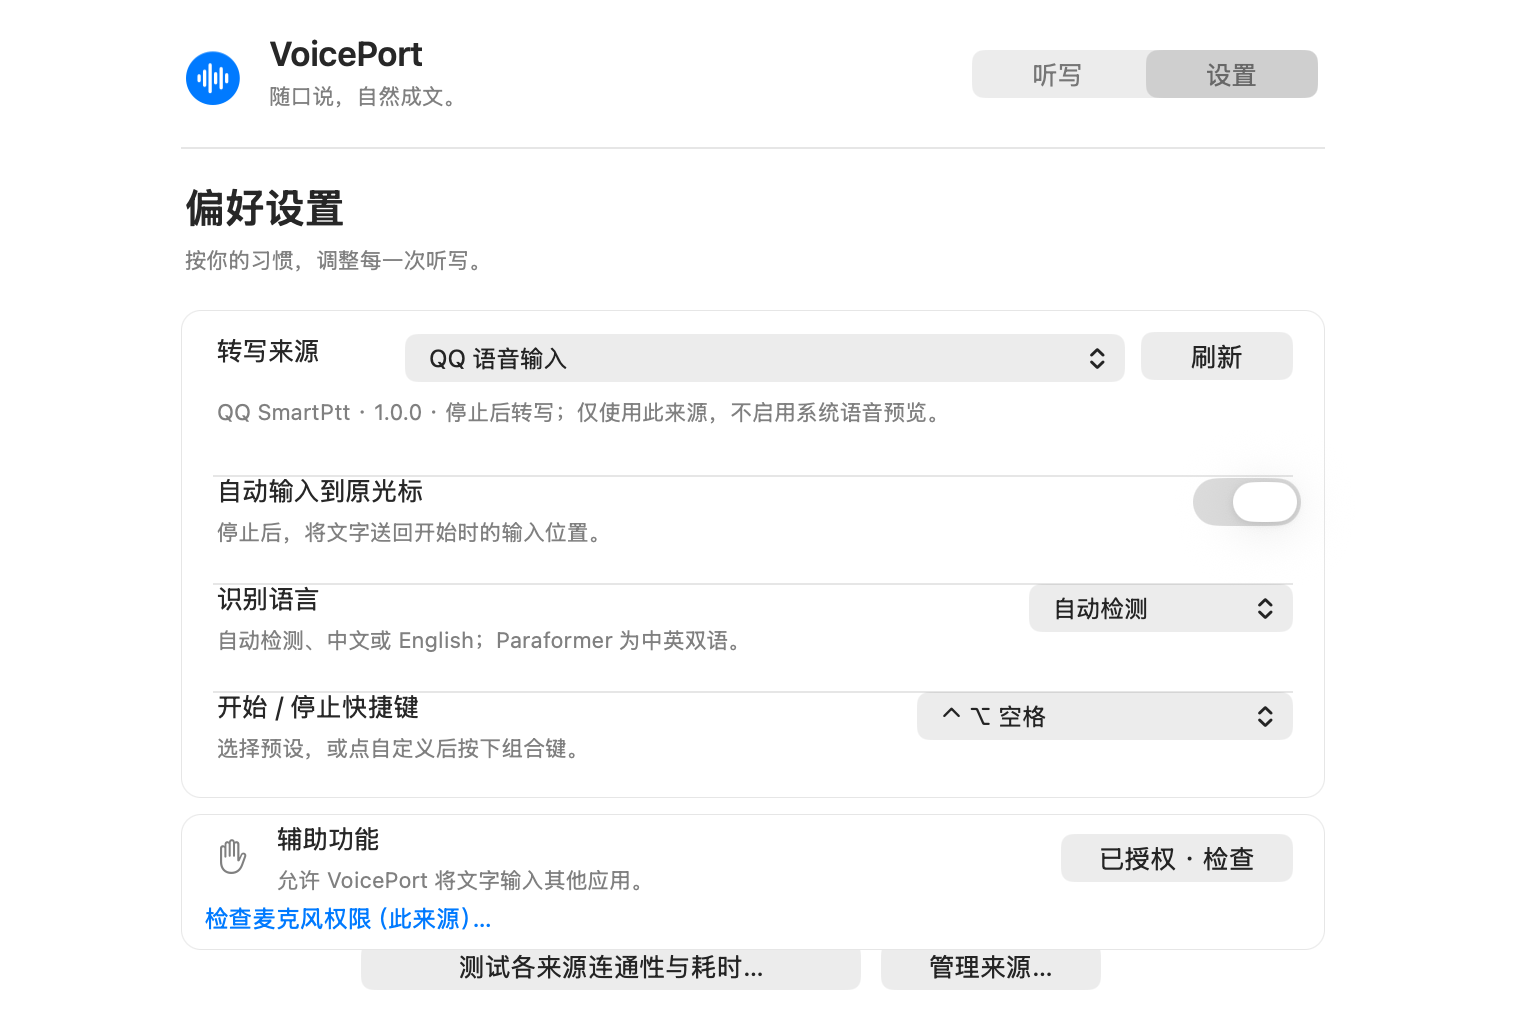 VoicePort
随口说，自然成文。
听写
设置
偏好设置
按你的习惯，调整每一次听写。
转写来源
QQ 语音输入
刷新
QQ SmartPtt · 1.0.0 · 停止后转写；仅使用此来源，不启用系统语音预览。
自动输入到原光标
停止后，将文字送回开始时的输入位置。
识别语言
自动检测
自动检测、中文或 English；Paraformer 为中英双语。
开始 / 停止快捷键
⌃ ⌥ 空格
选择预设，或点自定义后按下组合键。
辅助功能
允许 VoicePort 将文字输入其他应用。
已授权 · 检查
检查麦克风权限 (此来源)...
测试各来源连通性与耗时...
管理来源...